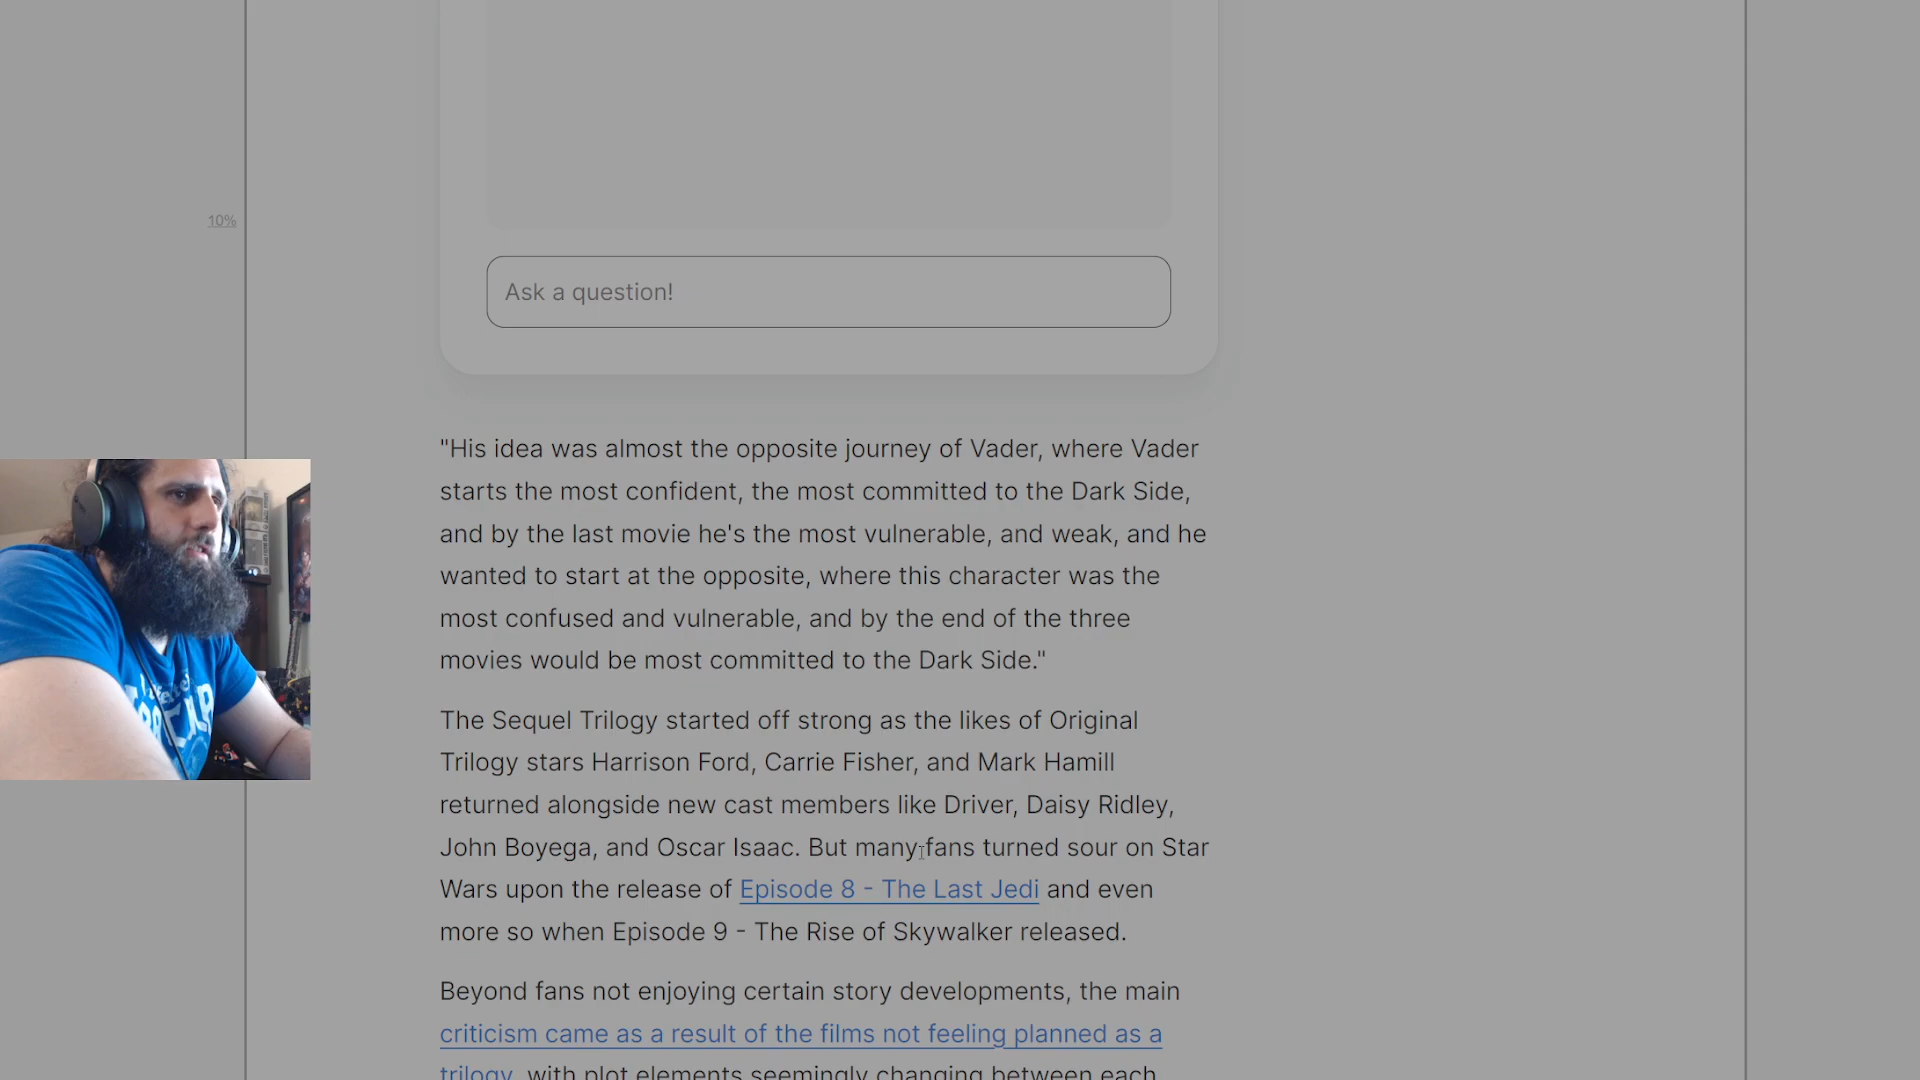 10%
Ask a question!
"His idea was almost the opposite journey of Vader, where Vader
starts the most confident, the most committed to the Dark Side,
and by the last movie he's the most vulnerable, and weak, and he
wanted to start at the opposite, where this character was the
most confused and vulnerable, and by the end of the three
movies would be most committed to the Dark Side."
The Sequel Trilogy started off strong as the likes of Original
Trilogy stars Harrison Ford, Carrie Fisher, and Mark Hamill
returned alongside new cast members like Driver, Daisy Ridley,
John Boyega, and Oscar Isaac. But many fans turned sour on Star
Wars upon the release of Episode 8 - The Last Jedi and even
more so when Episode 9 - The Rise of Skywalker released.
Beyond fans not enjoying certain story developments, the main
criticism came as a result of the films not feeling planned as a
trilogy, with plot elements seemingly changing between each